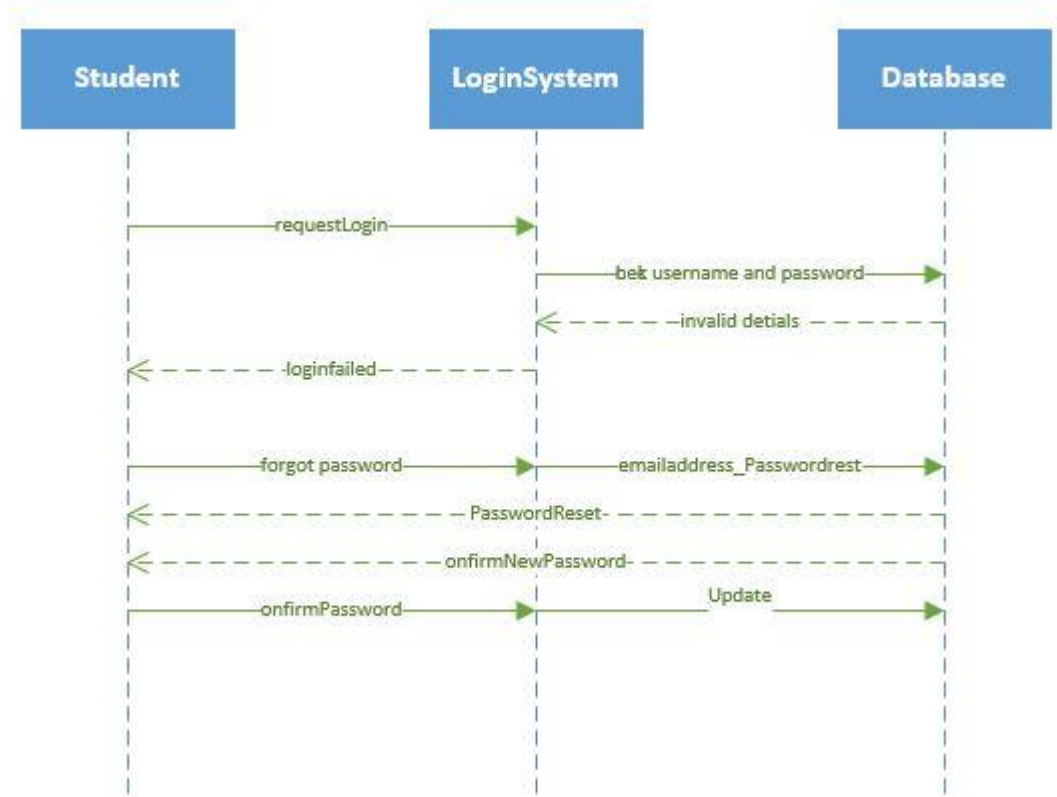 Student
LoginSystem
Database
requestLogin
username and password
invalid detials
loginfailed
forgot password
emailaddress_Passwordrest
PasswordReset
onfirmNewPassword
onfirmPassword
Update